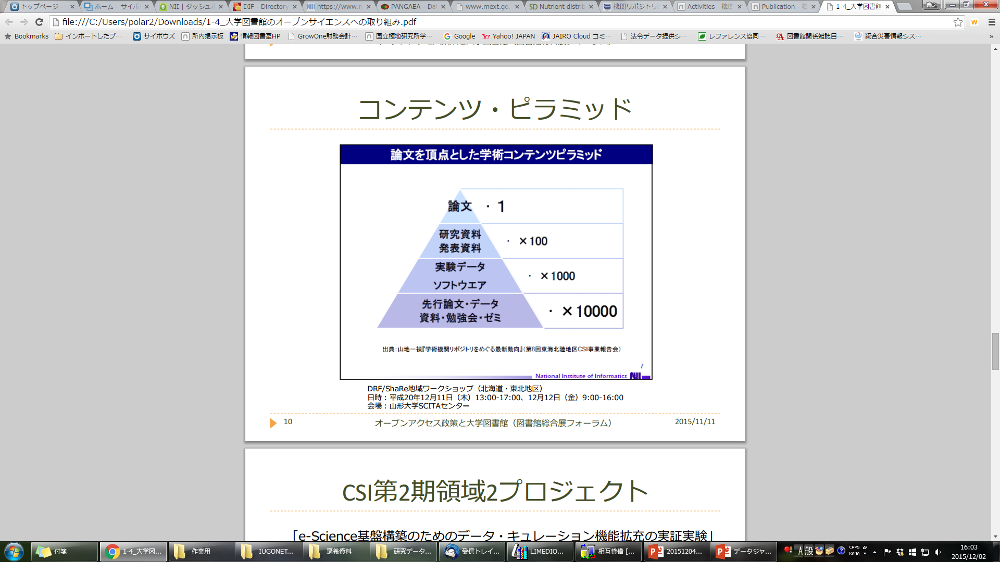 トップページ -
ホーム - サイボ
NII | ダッシュボ
DIF - Directory
https://www.n
PANGAEA - Da
www.mext.go.
SD Nutrient distrib
機関リポジトリ
Activities - 機関
Publication - 機
1-4_大学図書館
file:///C:/Users/polar2/Downloads/1-4_大学図書館のオープンサイエンスへの取り組み.pdf
Bookmarks インポートしたブ… サイボウズ 所内掲示板 情報図書室HP GrowOne財務会計… 国立極地研究所学… Google Yahoo! JAPAN JAIRO Cloud コミ… 法令データ提供シ… レファレンス協同… 図書館関係雑誌目… 統合災害情報シス… »
コンテンツ・ピラミッド
論文を頂点とした学術コンテンツピラミッド
論文 ・1
研究資料
発表資料
・ ×100
実験データ
ソフトウエア
・ ×1000
先行論文・データ
資料・勉強会・ゼミ
・ ×10000
出典：山地一禎『学術機関リポジトリをめぐる最新動向』（第8回東海北陸地区CSI事業報告会）
7
National Institute of Informatics NII
DRF/ShaRe地域ワークショップ（北海道・東北地区）
日時：平成20年12月11日（木）13:00-17:00、12月12日（金）9:00-16:00
会場：山形大学SCITAセンター
10 オープンアクセス政策と大学図書館（図書館総合展フォーラム） 2015/11/11
CSI第2期領域2プロジェクト
「e-Science基盤構築のためのデータ・キュレーション機能拡充の実証実験」
付箋 1-4_大学図... 作業用 IUGONET... 講義資料 研究データ... 受信トレイ... LIMEDIO... 相互貸借 [... 20151204... データジャ... A 般 CAPS KANA
16:03
2015/12/02